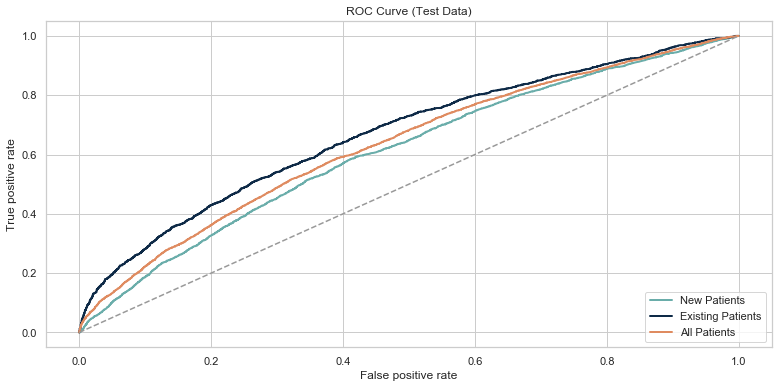 ROC Curve (Test Data)
1.0
0.8
0.6
0.4
0.2
0.0
True positive rate
0.0 0.2 0.4 0.6 0.8 1.0
False positive rate
New Patients
Existing Patients
All Patients